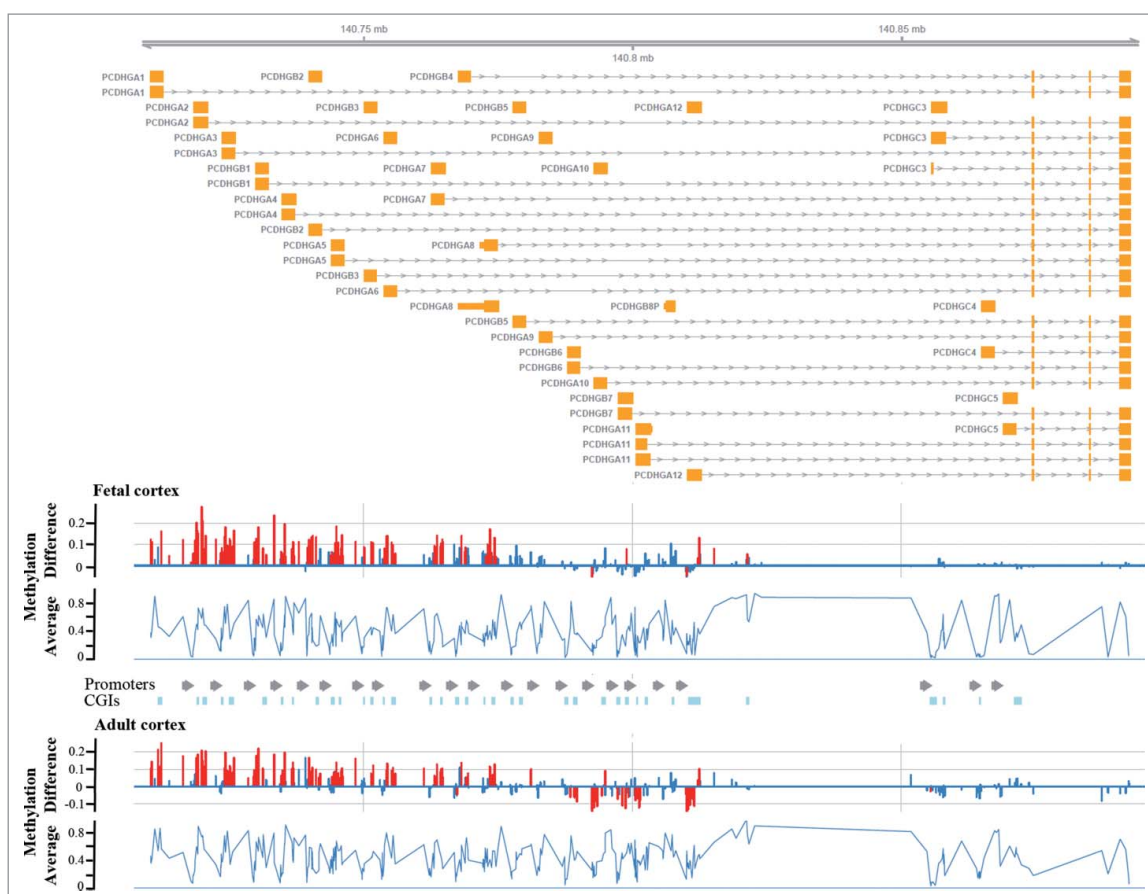 140.75 mb 140.85 mb
140.8 mb
PCDHGA1 PCDHGB2 PCDHGB4
PCDHGA1
PCDHGA2 PCDHGB3 PCDHGB5 PCDHGA12 PCDHGC3
PCDHGA2
PCDHGA3 PCDHGA6 PCDHGA9 PCDHGC3
PCDHGA3
PCDHGB1 PCDHGA7 PCDHGA10 PCDHGC3
PCDHGB1
PCDHGA4 PCDHGA7
PCDHGA4
PCDHGB2
PCDHGA5 PCDHGA8
PCDHGA5
PCDHGB3
PCDHGA6
PCDHGA8 PCDHGB8P PCDHGC4
PCDHGB5
PCDHGA9
PCDHGB6 PCDHGC4
PCDHGB6
PCDHGA10
PCDHGB7 PCDHGC5
PCDHGB7
PCDHGA11 PCDHGC5
PCDHGA11
PCDHGA11
PCDHGA12
Fetal cortex
Methylation
Difference
0.2
0.1
0
Average
0.8
0.4
0
Promoters
CGIs
Adult cortex
Methylation
Difference
0.2
0.1
0
-0.1
Average
0.8
0.4
0